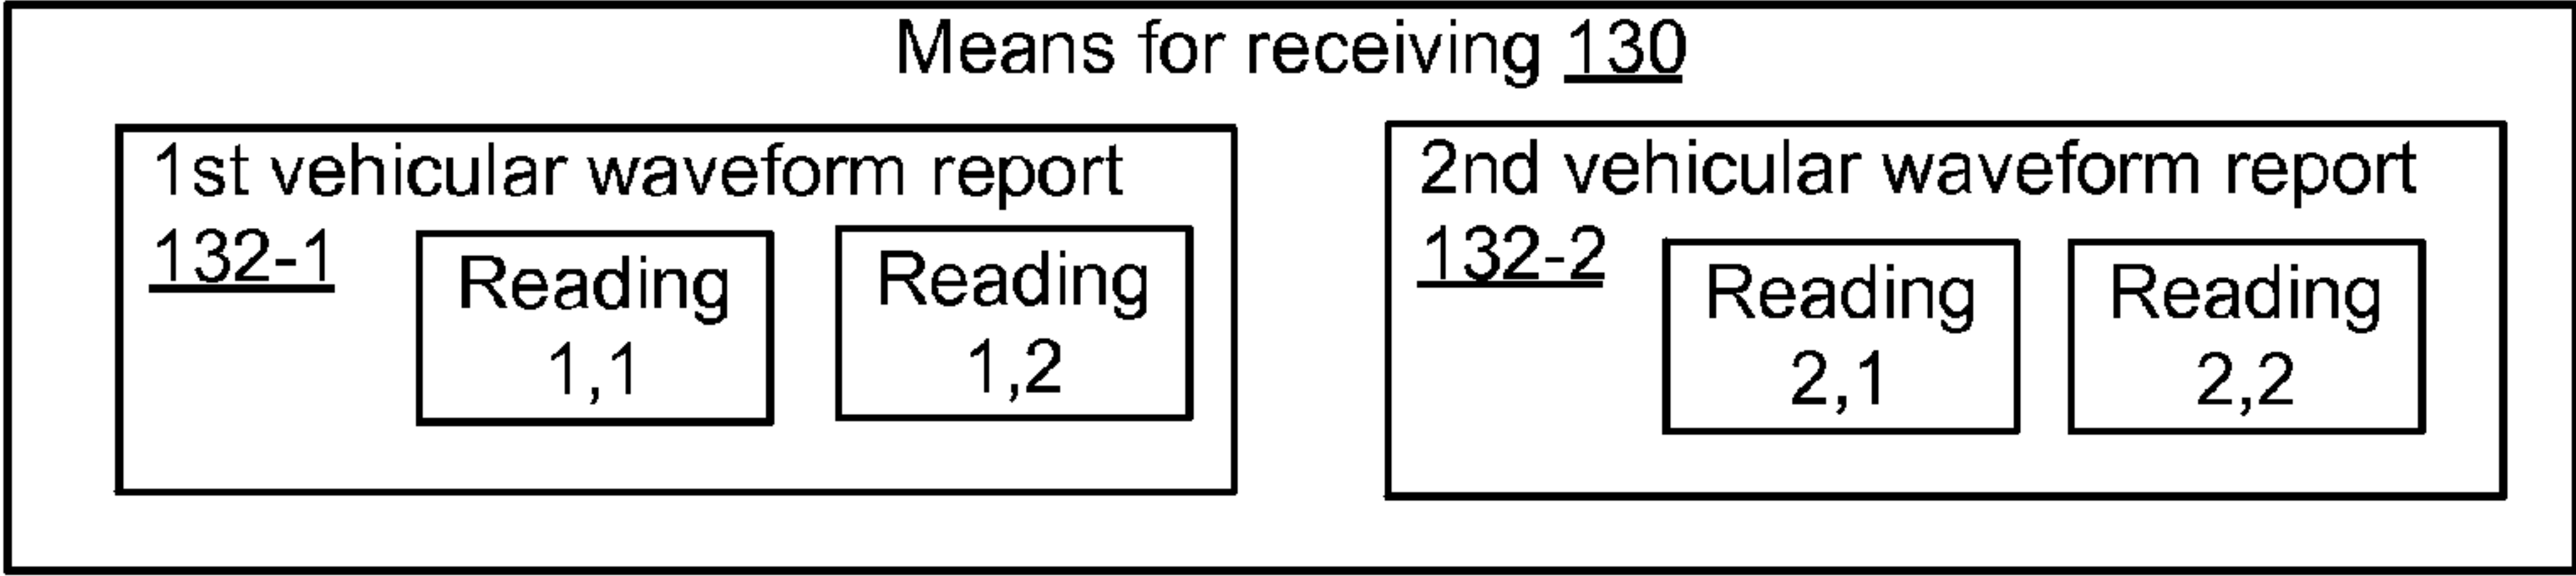 Means for receiving 130
1st vehicular waveform report
132-1
Reading
1,1
Reading
1,2
2nd vehicular waveform report
132-2
Reading
2,1
Reading
2,2